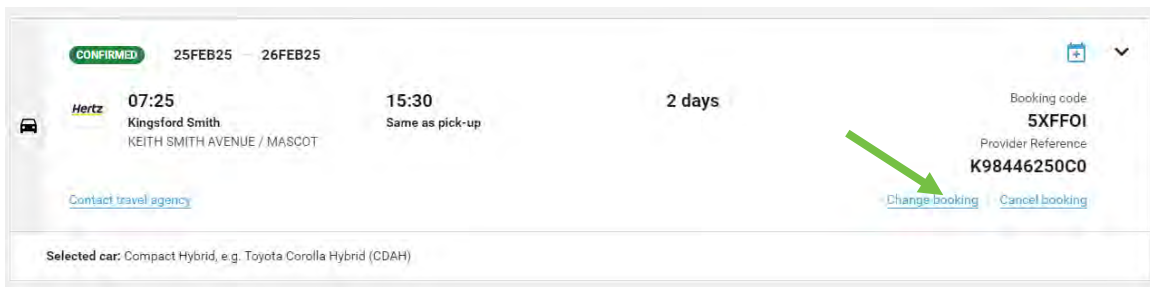 CONFIRMED 25FEB25 — 26FEB25
Hertz 07:25 15:30 2 days Booking code
Kingsford Smith Same as pick-up 5XFFOI
KEITH SMITH AVENUE / MASCOT Provider Reference
K98446250C0
Contact travel agency Change booking Cancel booking
Selected car: Compact Hybrid, e.g. Toyota Corolla Hybrid (CDAH)